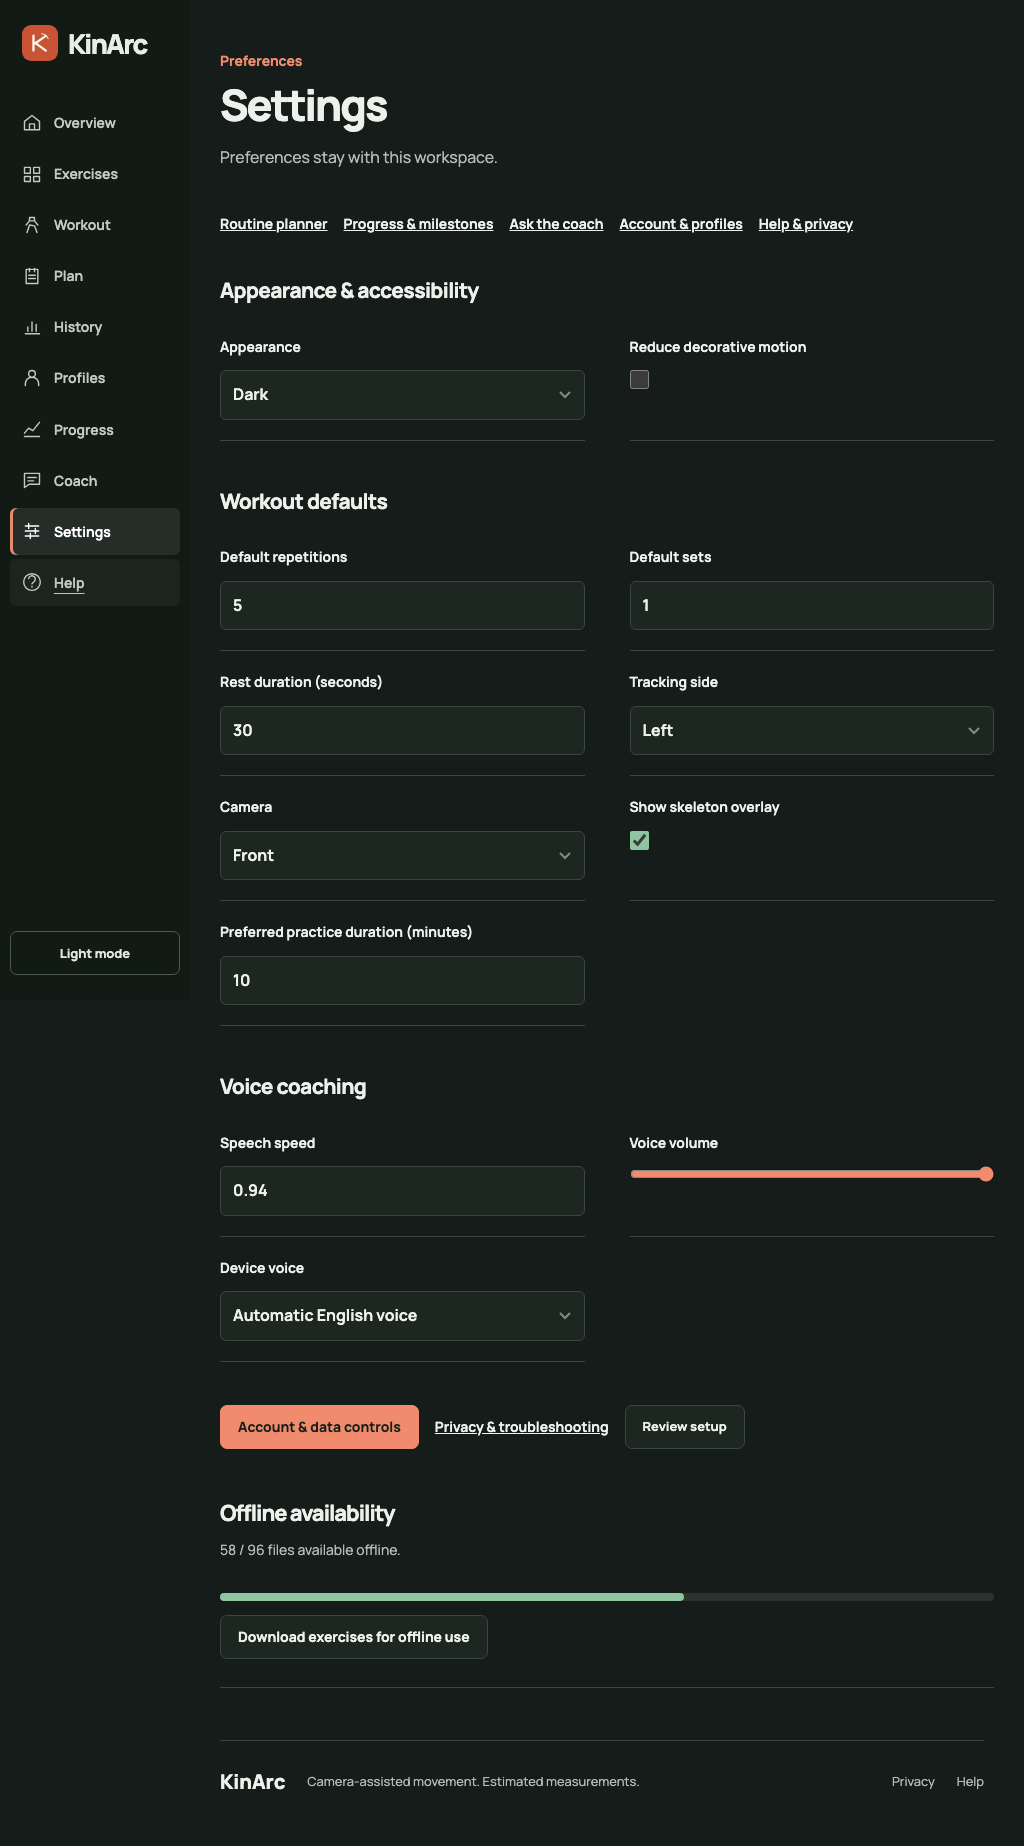 KinArc
Overview
Exercises
Workout
Plan
History
Profiles
Progress
Coach
Settings
Help
Light mode
Preferences
Settings
Preferences stay with this workspace.
Routine planner Progress & milestones Ask the coach Account & profiles Help & privacy
Appearance & accessibility
Appearance
Dark
Reduce decorative motion
Workout defaults
Default repetitions
5
Default sets
1
Rest duration (seconds)
30
Tracking side
Left
Camera
Front
Show skeleton overlay
Preferred practice duration (minutes)
10
Voice coaching
Speech speed
0.94
Voice volume
Device voice
Automatic English voice
Account & data controls Privacy & troubleshooting Review setup
Offline availability
58 / 96 files available offline.
Download exercises for offline use
KinArc Camera-assisted movement. Estimated measurements. Privacy Help